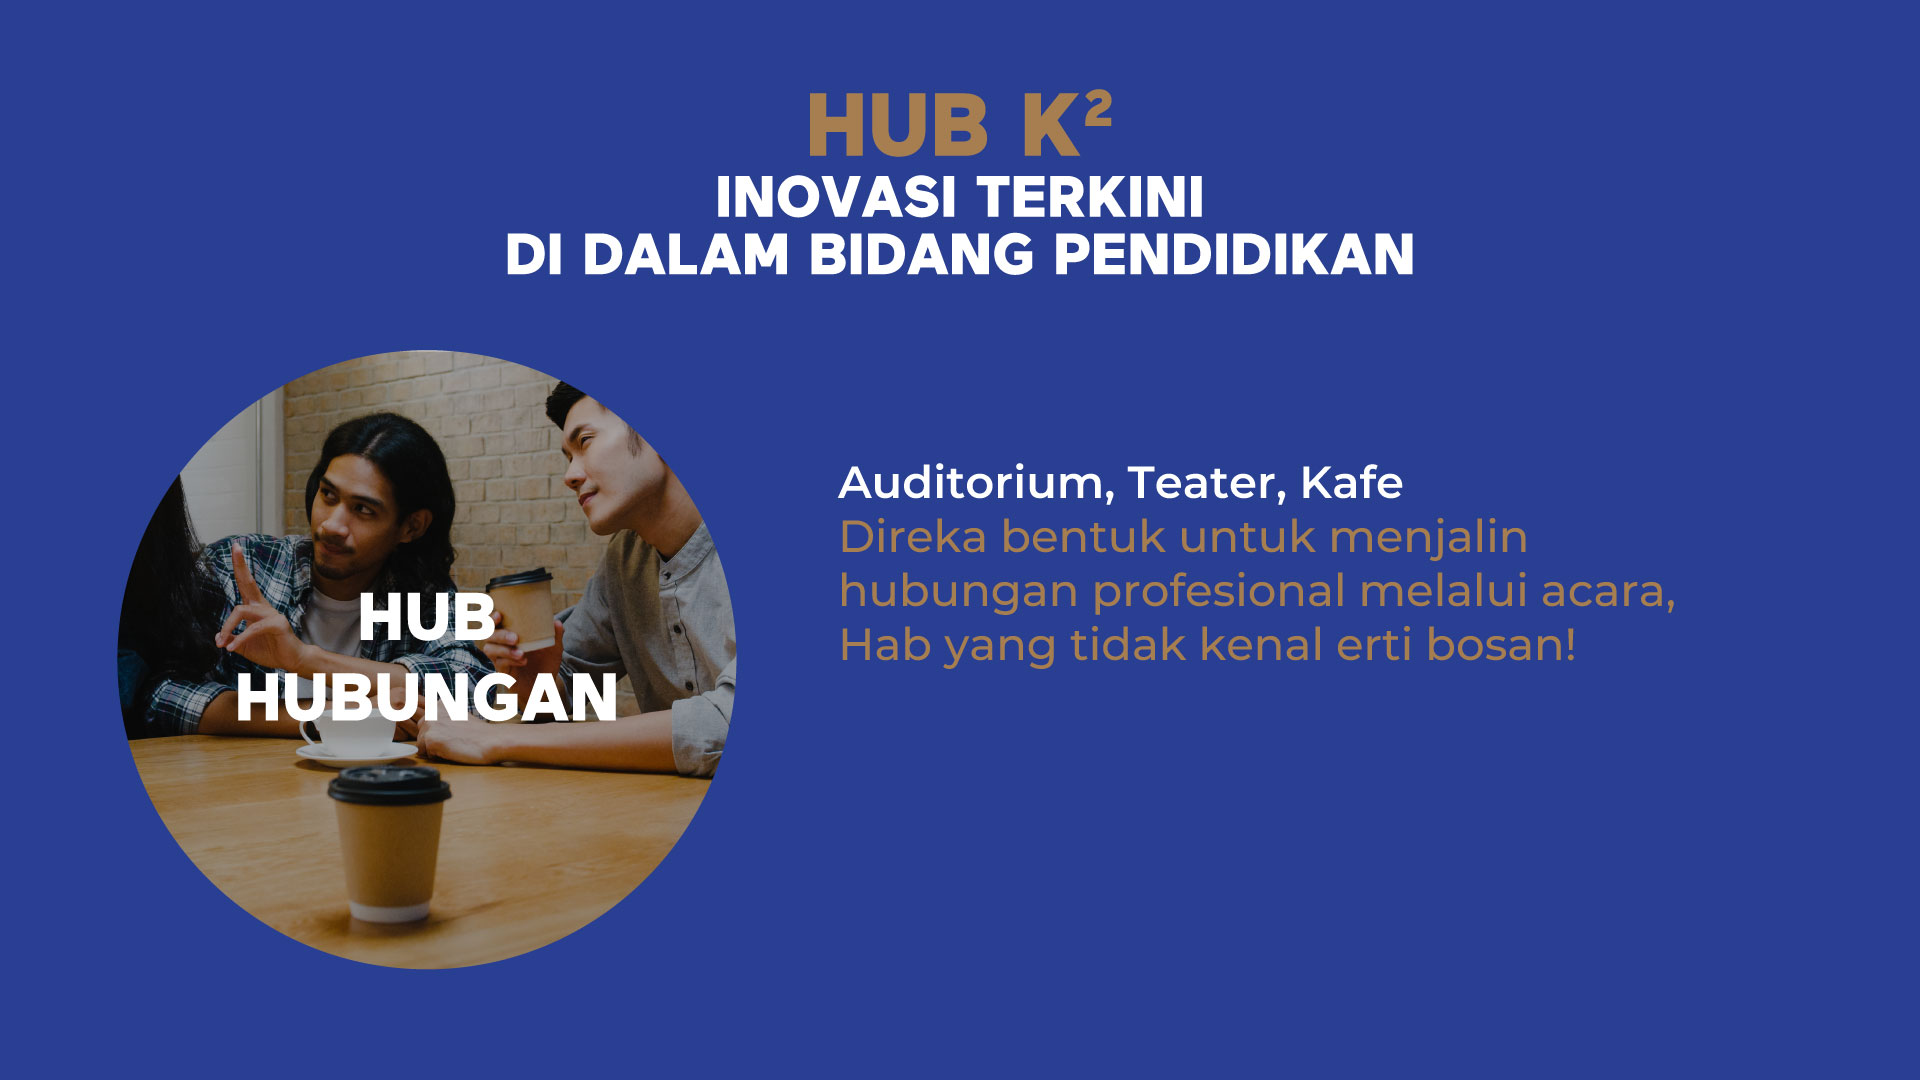 HUB K²
INOVASI TERKINI
DI DALAM BIDANG PENDIDIKAN
HUB
HUBUNGAN
Auditorium, Teater, Kafe
Direka bentuk untuk menjalin
hubungan profesional melalui acara,
Hab yang tidak kenal erti bosan!